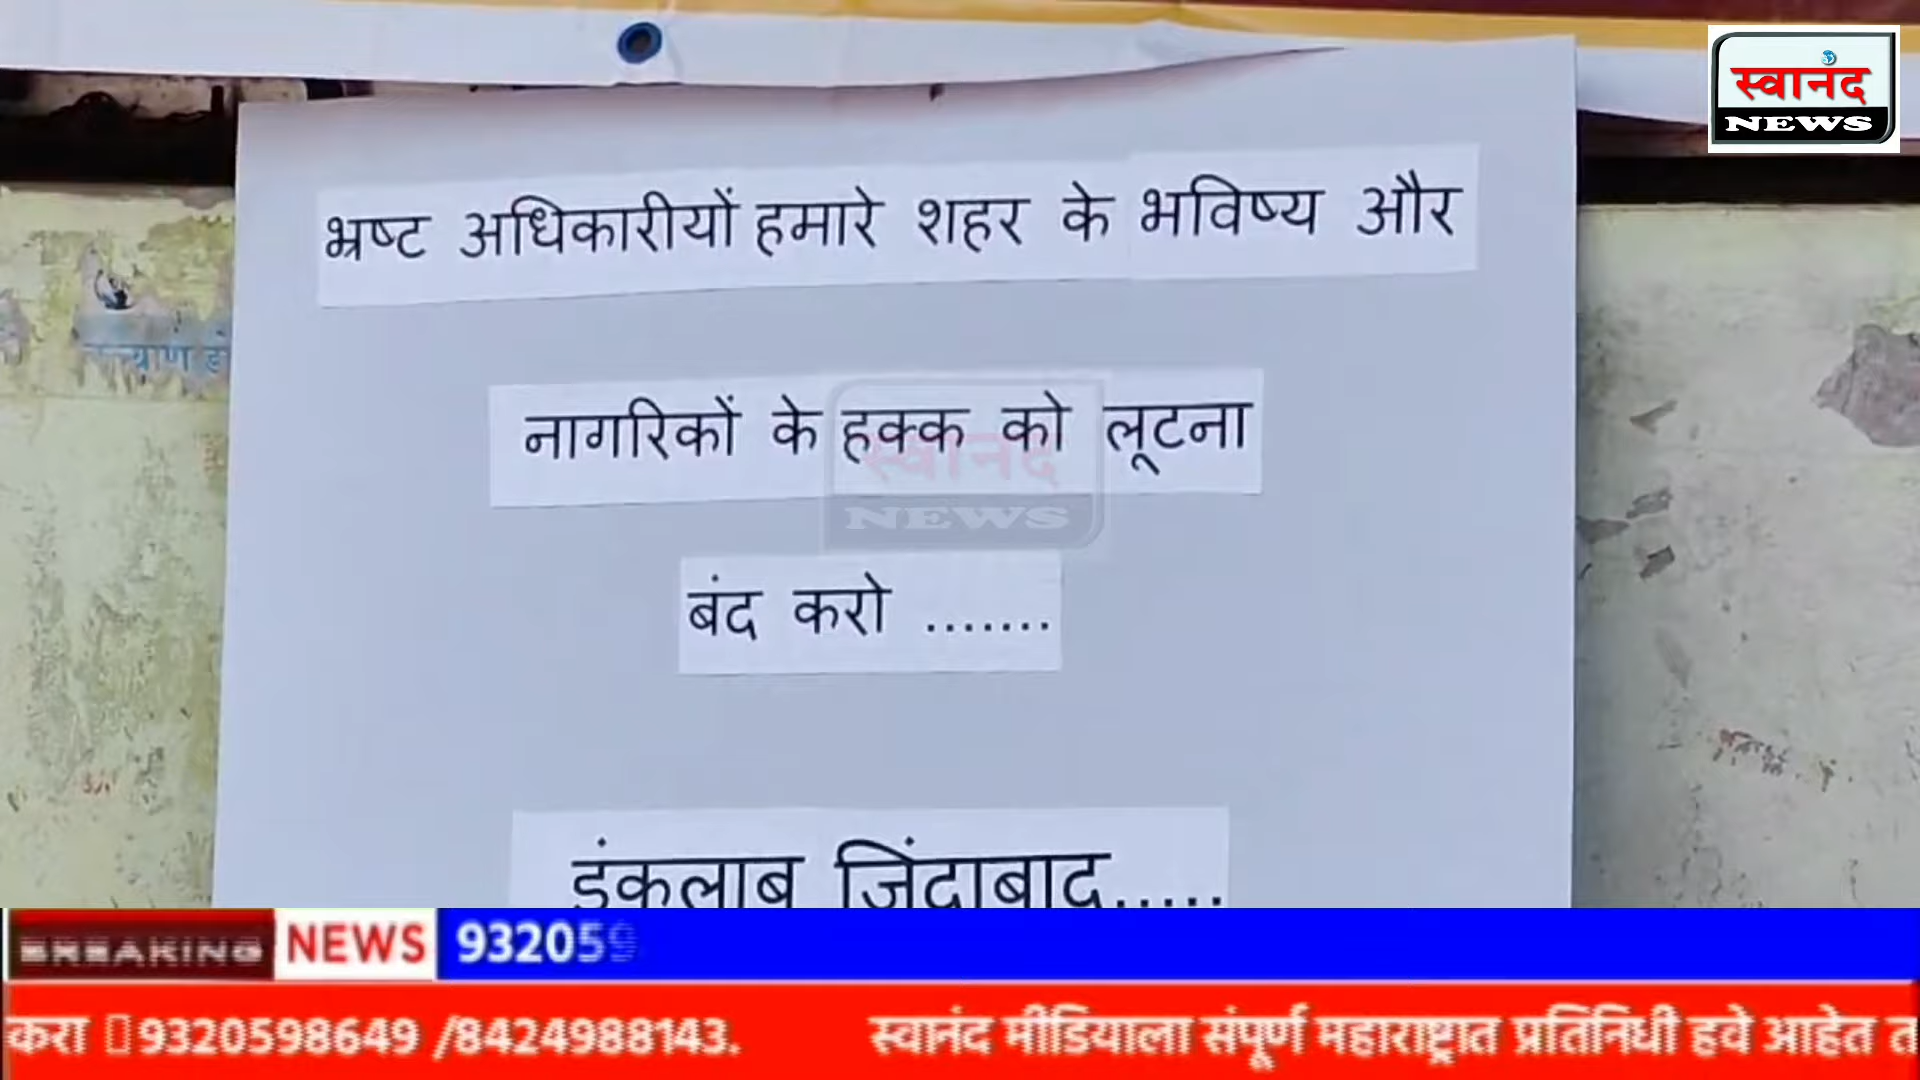 स्वानंद
NEWS
भ्रष्ट अधिकारीयों हमारे शहर के भविष्य और
नागरिकों के हक्क को लूटना
स्वानंद
NEWS
बंद करो .......
इंकलाब जिंदाबाद.....
BREAKING NEWS 932059
करा 9320598649 /8424988143. स्वानंद मीडियाला संपूर्ण महाराष्ट्रात प्रतिनिधी हवे आहेत त